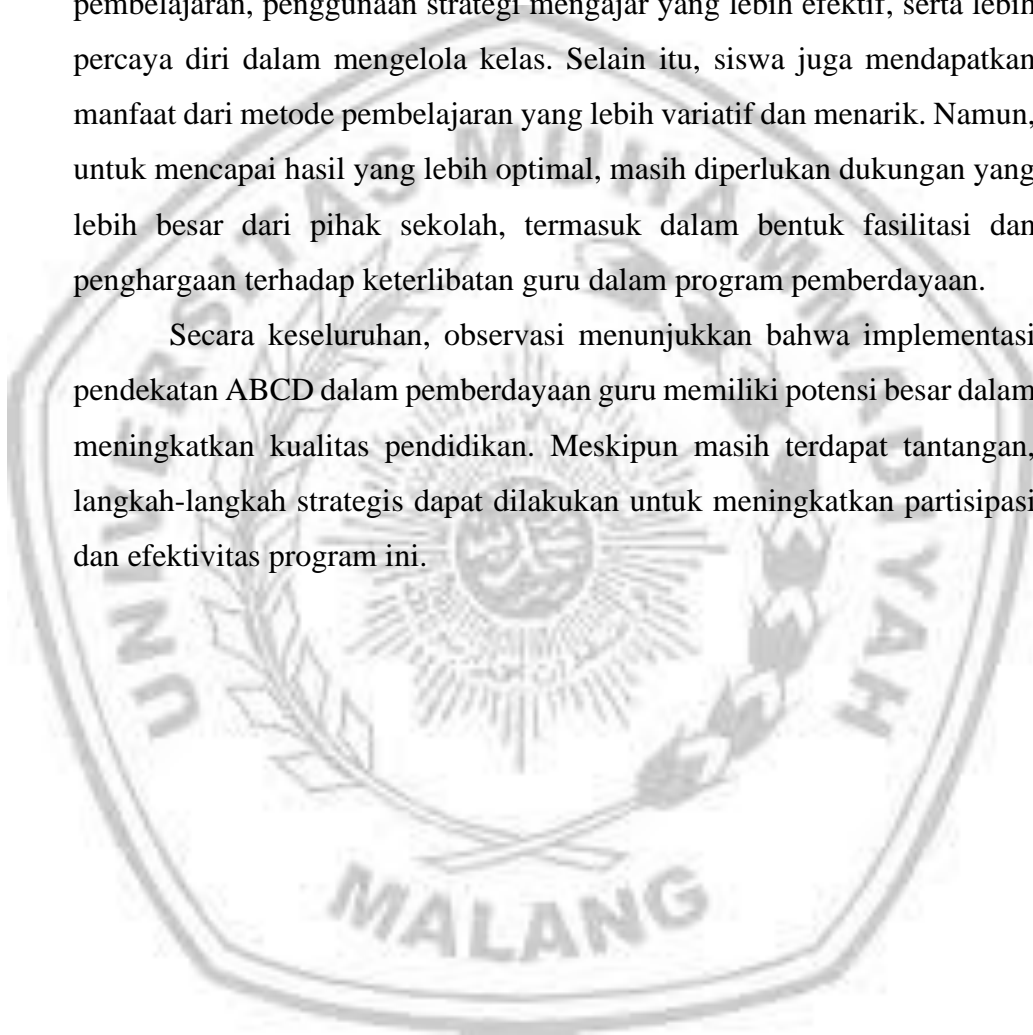 pembelajaran, penggunaan strategi mengajar yang lebih efektif, serta lebih
percaya diri dalam mengelola kelas. Selain itu, siswa juga mendapatkan
manfaat dari metode pembelajaran yang lebih variatif dan menarik. Namun,
untuk mencapai hasil yang lebih optimal, masih diperlukan dukungan yang
lebih besar dari pihak sekolah, termasuk dalam bentuk fasilitasi dan
penghargaan terhadap keterlibatan guru dalam program pemberdayaan.
Secara keseluruhan, observasi menunjukkan bahwa implementasi
pendekatan ABCD dalam pemberdayaan guru memiliki potensi besar dalam
meningkatkan kualitas pendidikan. Meskipun masih terdapat tantangan,
langkah-langkah strategis dapat dilakukan untuk meningkatkan partisipasi
dan efektivitas program ini.
UNIVERSITAS MUHAMMADIYAH
MALANG